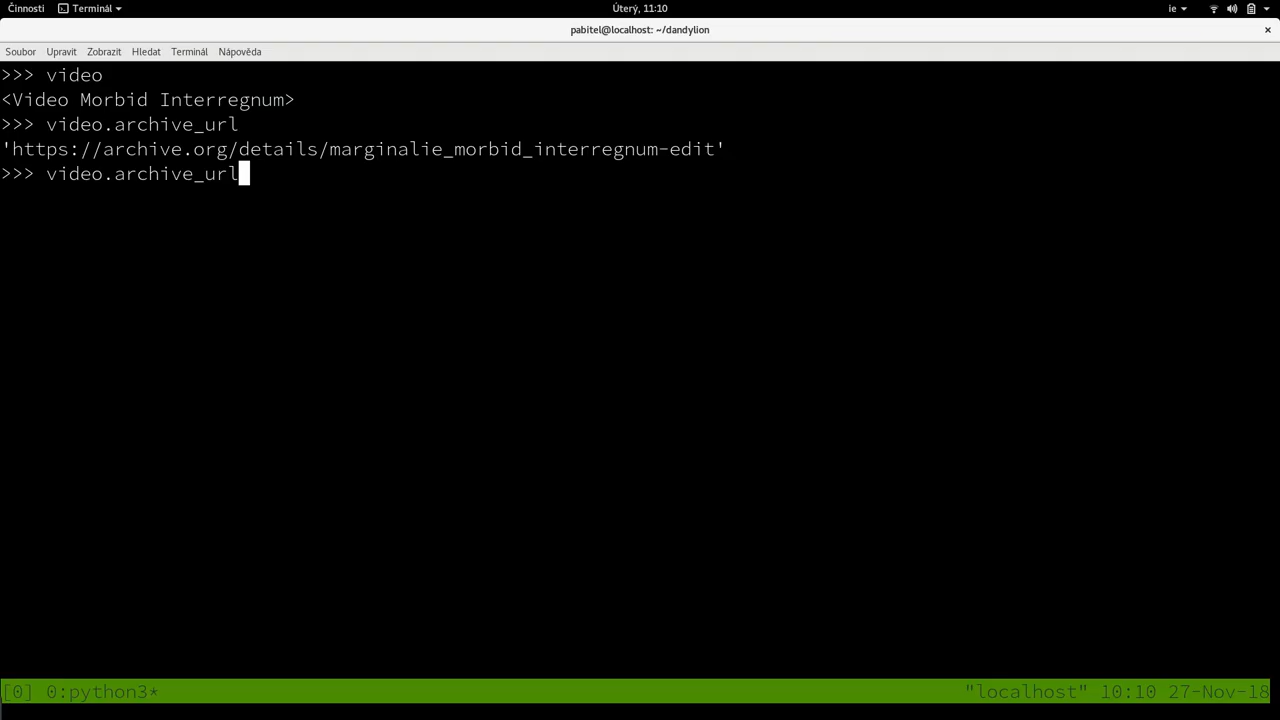 Činnosti Terminál Úterý, 11:10 ie
pabitel@localhost: ~/dandylion ×
Soubor Upravit Zobrazit Hledat Terminál Nápověda
>>> video
<Video Morbid Interregnum>
>>> video.archive_url
'https://archive.org/details/marginalie_morbid_interregnum-edit'
>>> video.archive_url
[0] 0:python3* "localhost" 10:10 27-Nov-18